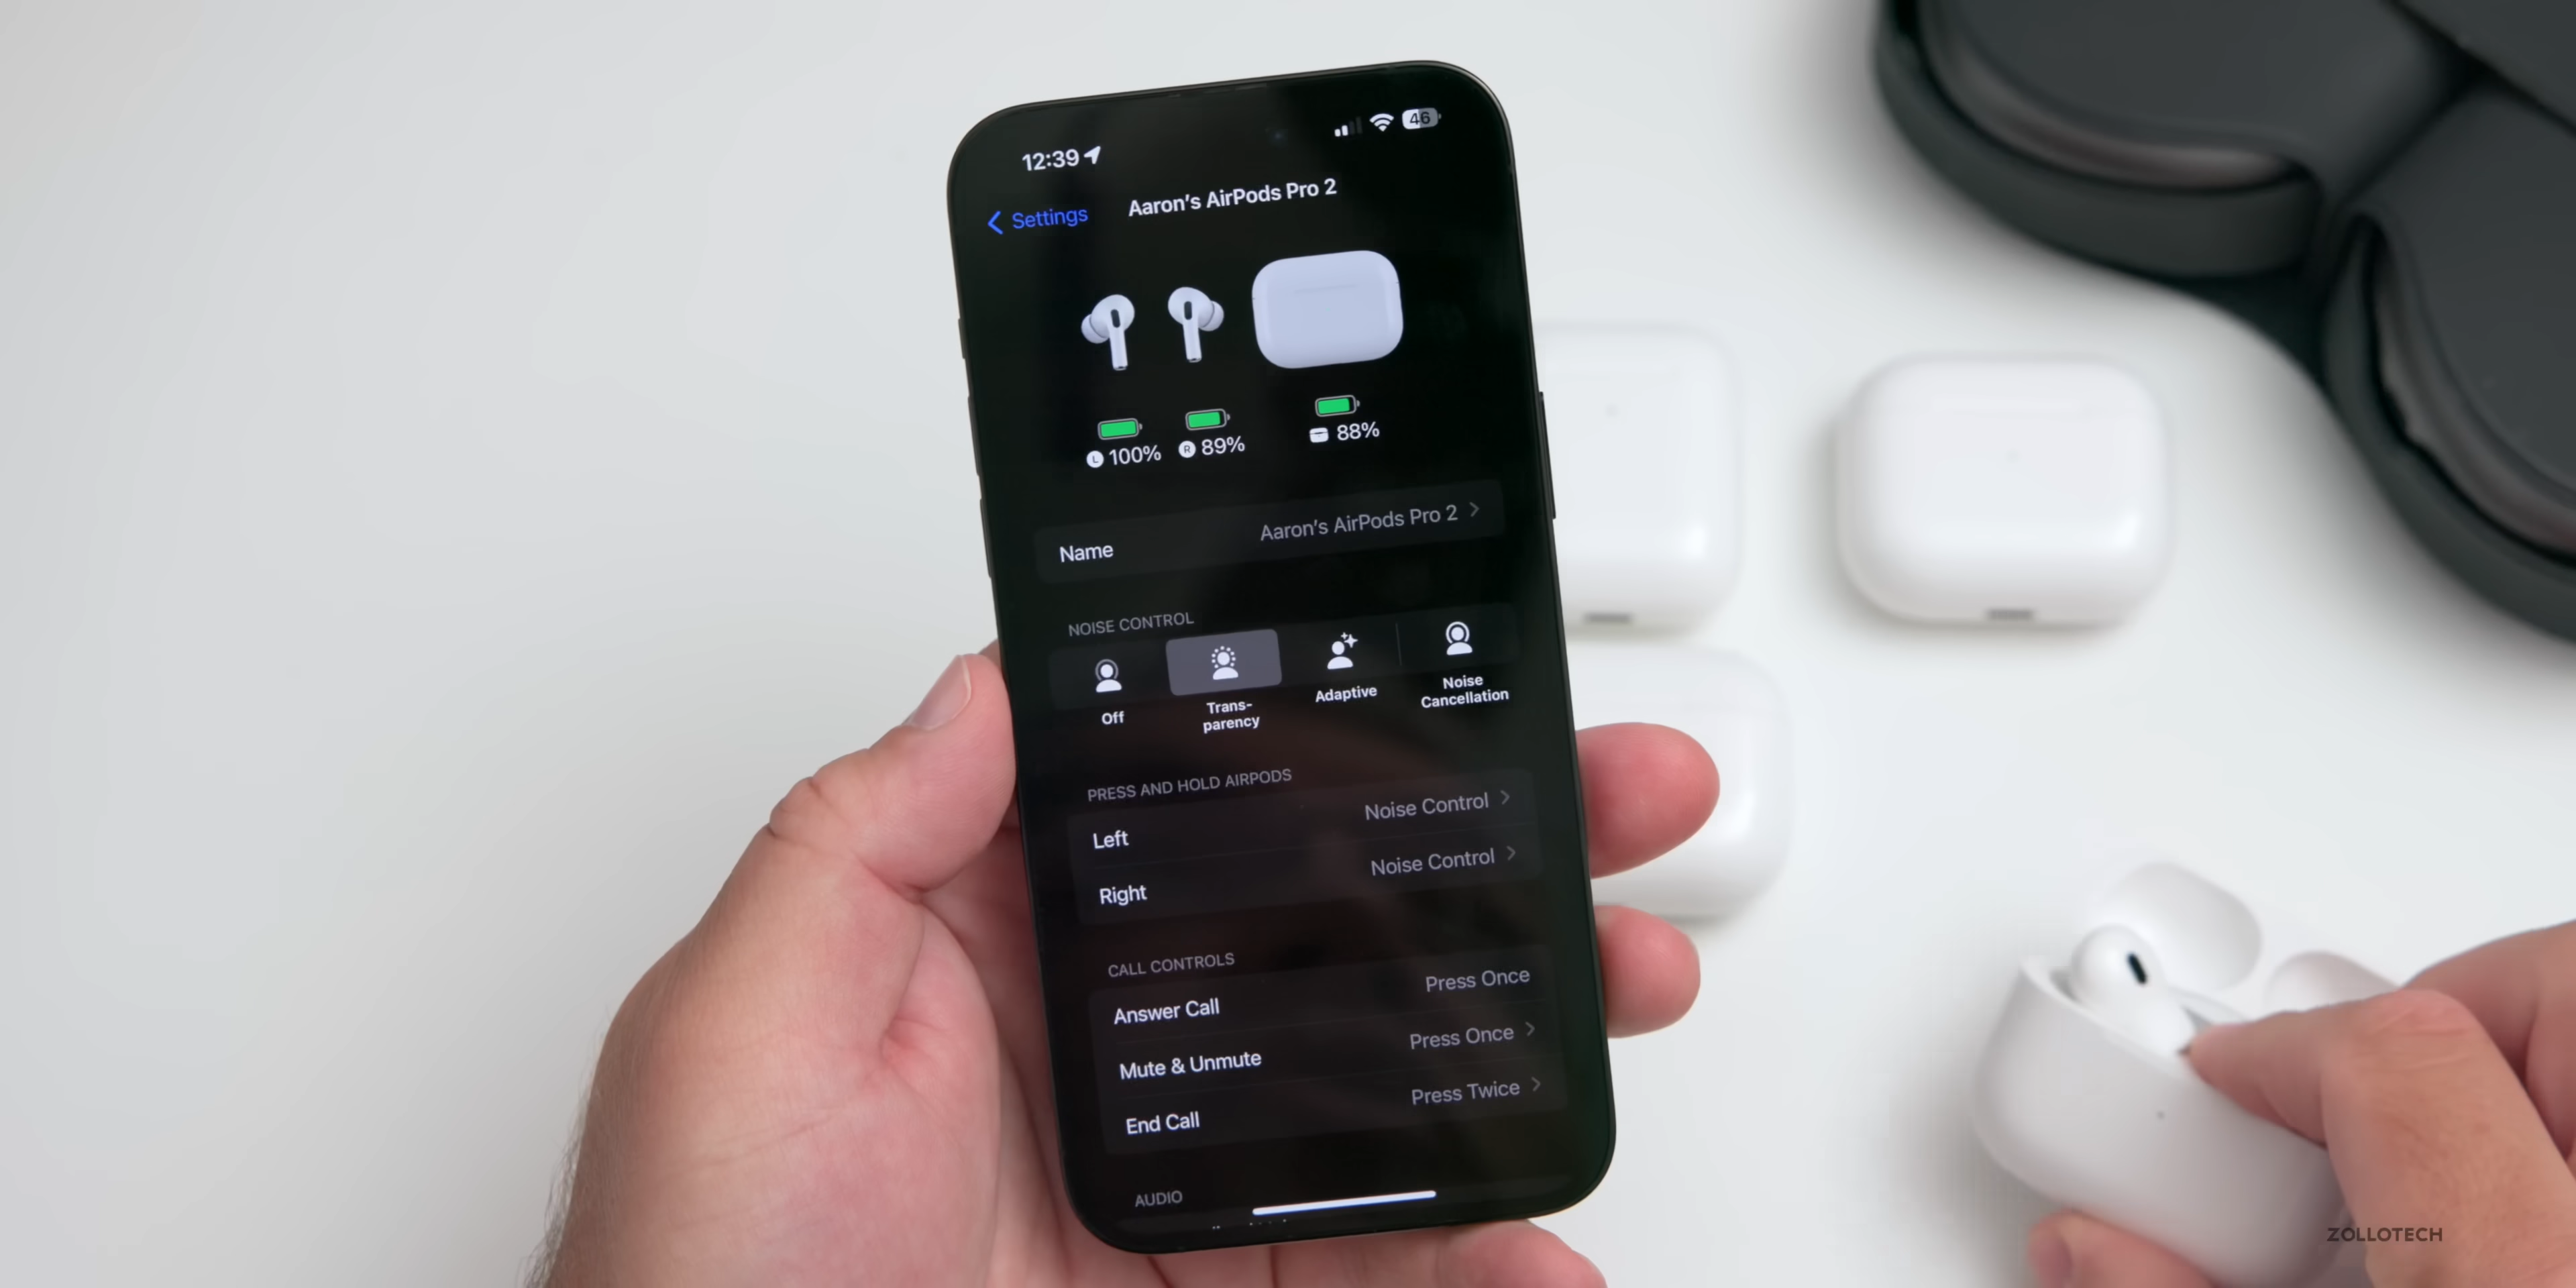 12:39
46
Settings
Aaron's AirPods Pro 2
L 100%
R 89%
88%
Name
Aaron's AirPods Pro 2
NOISE CONTROL
Off
Trans-
parency
Adaptive
Noise
Cancellation
PRESS AND HOLD AIRPODS
Left
Noise Control
Right
Noise Control
CALL CONTROLS
Answer Call
Press Once
Mute & Unmute
Press Once
End Call
Press Twice
AUDIO
ZOLLOTECH